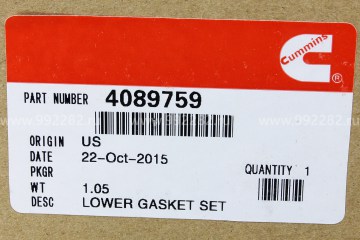 Cummins
®
PART NUMBER 4089759
ORIGIN US
DATE 22-Oct-2015
PKGR
QUANTITY 1
WT 1.05
DESC LOWER GASKET SET